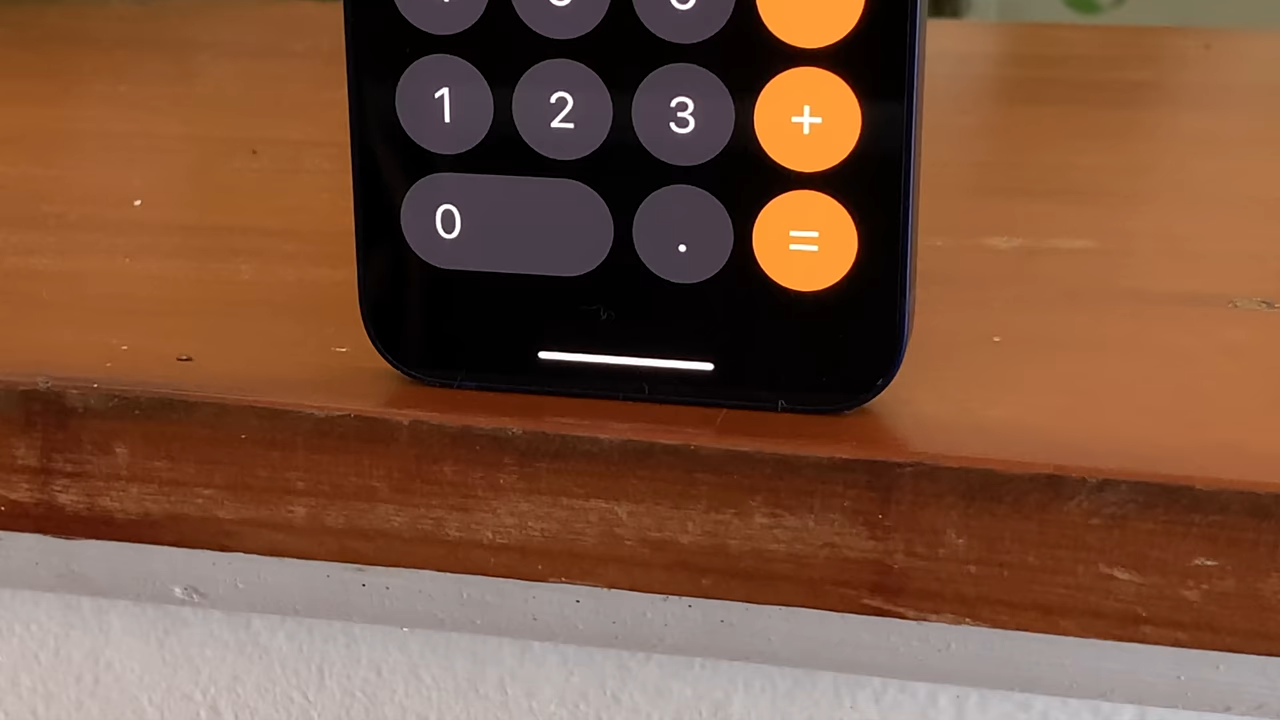 1 2 3 +
0 . =